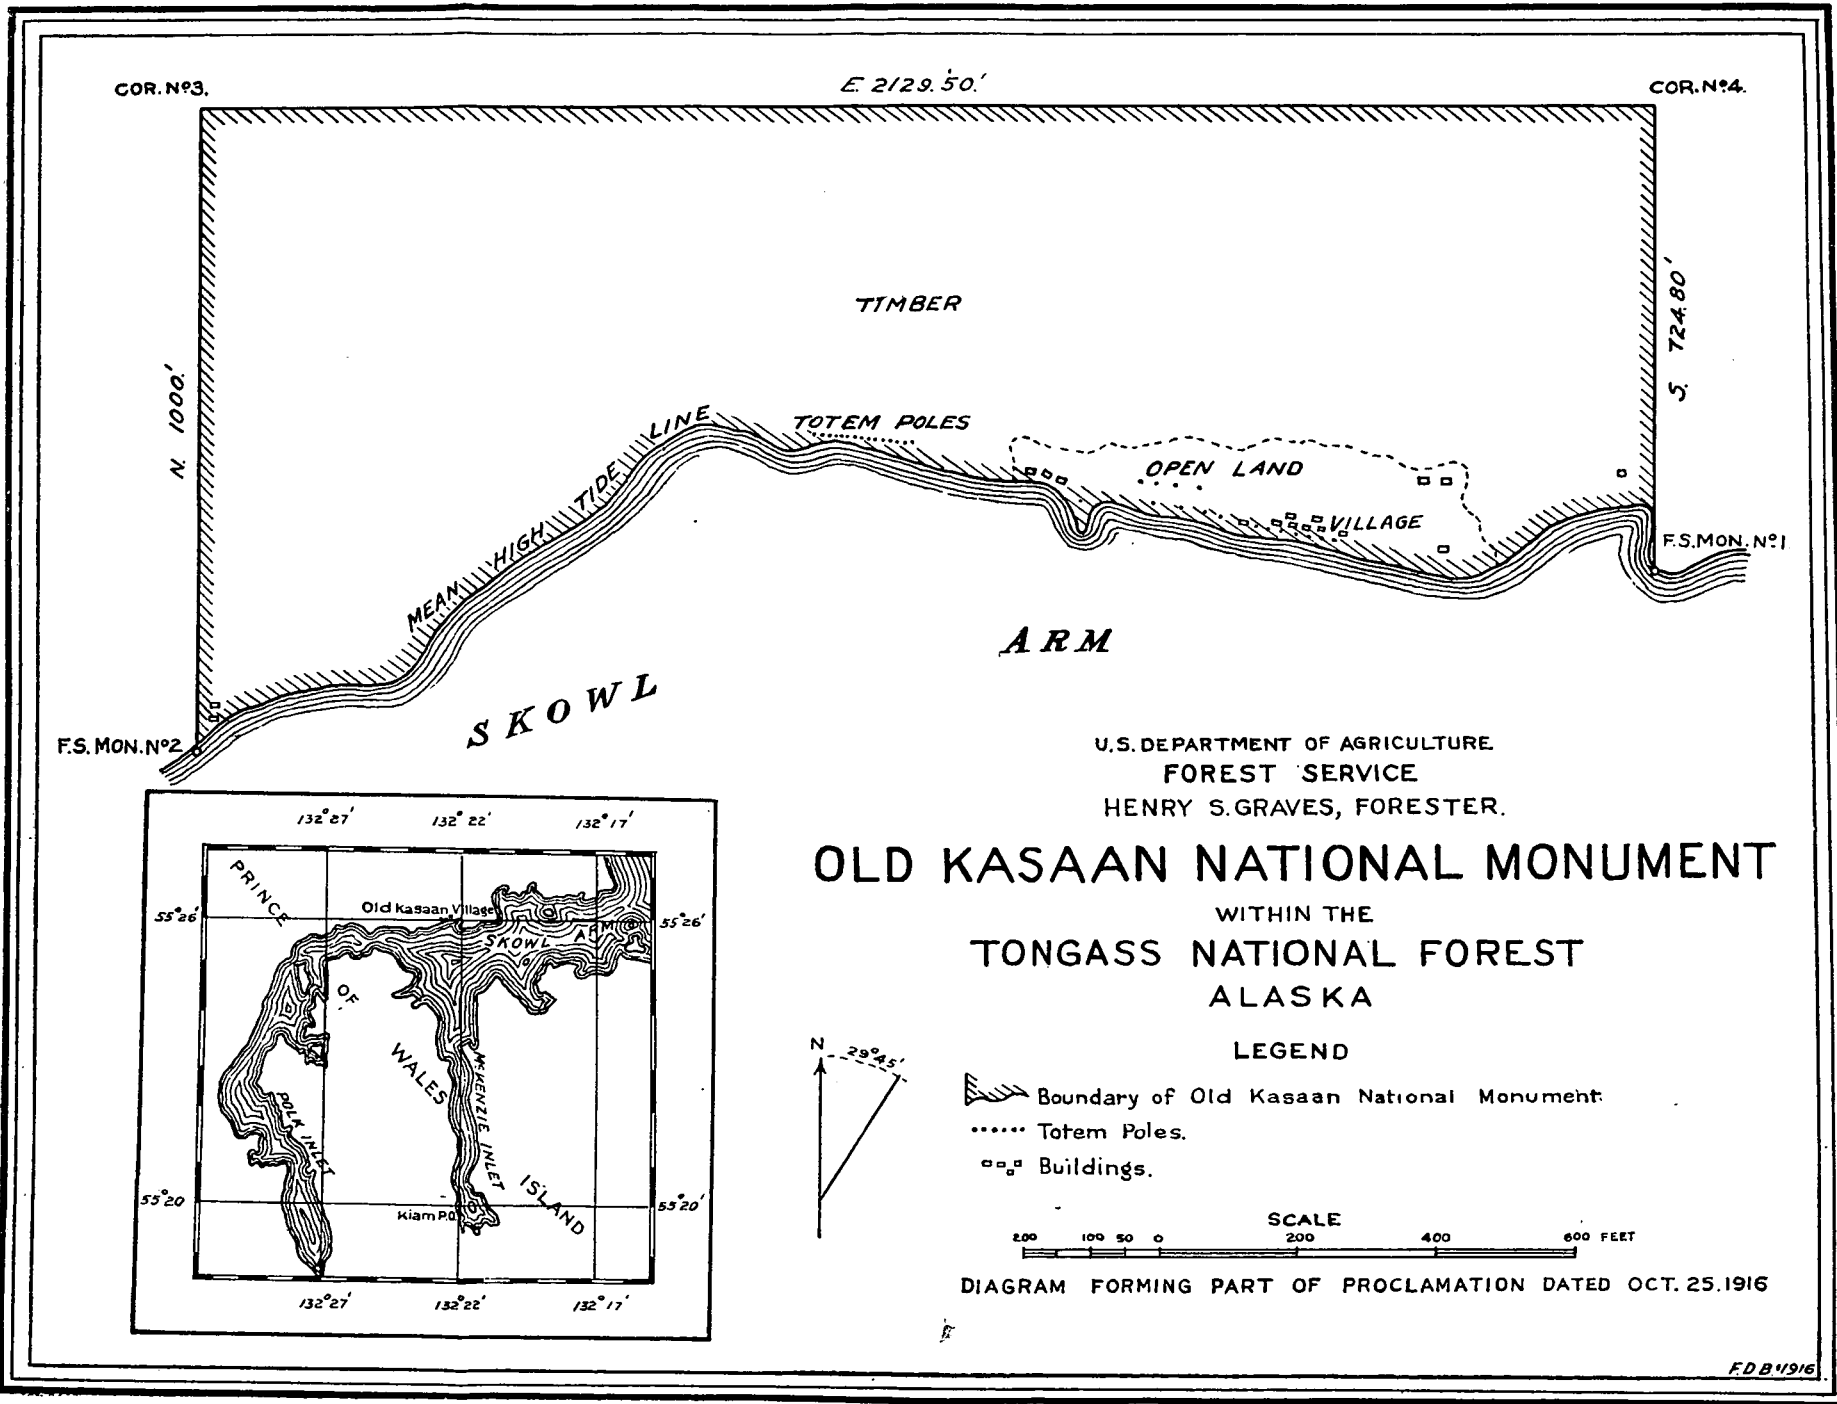 COR. Nº3.
E. 2129.50.'
COR. Nº4.
N. 1000.'
TIMBER
S. 724.80'
MEAN HIGH TIDE LINE
TOTEM POLES
OPEN LAND
VILLAGE
F.S. MON. Nº1
F.S. MON. Nº2
SKOWL ARM
U.S. DEPARTMENT OF AGRICULTURE
FOREST SERVICE
HENRY S. GRAVES, FORESTER.
OLD KASAAN NATIONAL MONUMENT
WITHIN THE
TONGASS NATIONAL FOREST
ALASKA
132°27' 132°22' 132°17'
PRINCE OF WALES ISLAND
55°26' 55°26'
Old Kasaan Village
SKOWL ARM
POLK INLET
McKENZIE INLET
55°20' 55°20'
Kiam P.O.
132°27' 132°22' 132°17'
N
29°45'
LEGEND
Boundary of Old Kasaan National Monument.
Totem Poles.
Buildings.
SCALE
200 100 50 0 200 400 600 FEET
DIAGRAM FORMING PART OF PROCLAMATION DATED OCT. 25. 1916
F.D.B. 1916